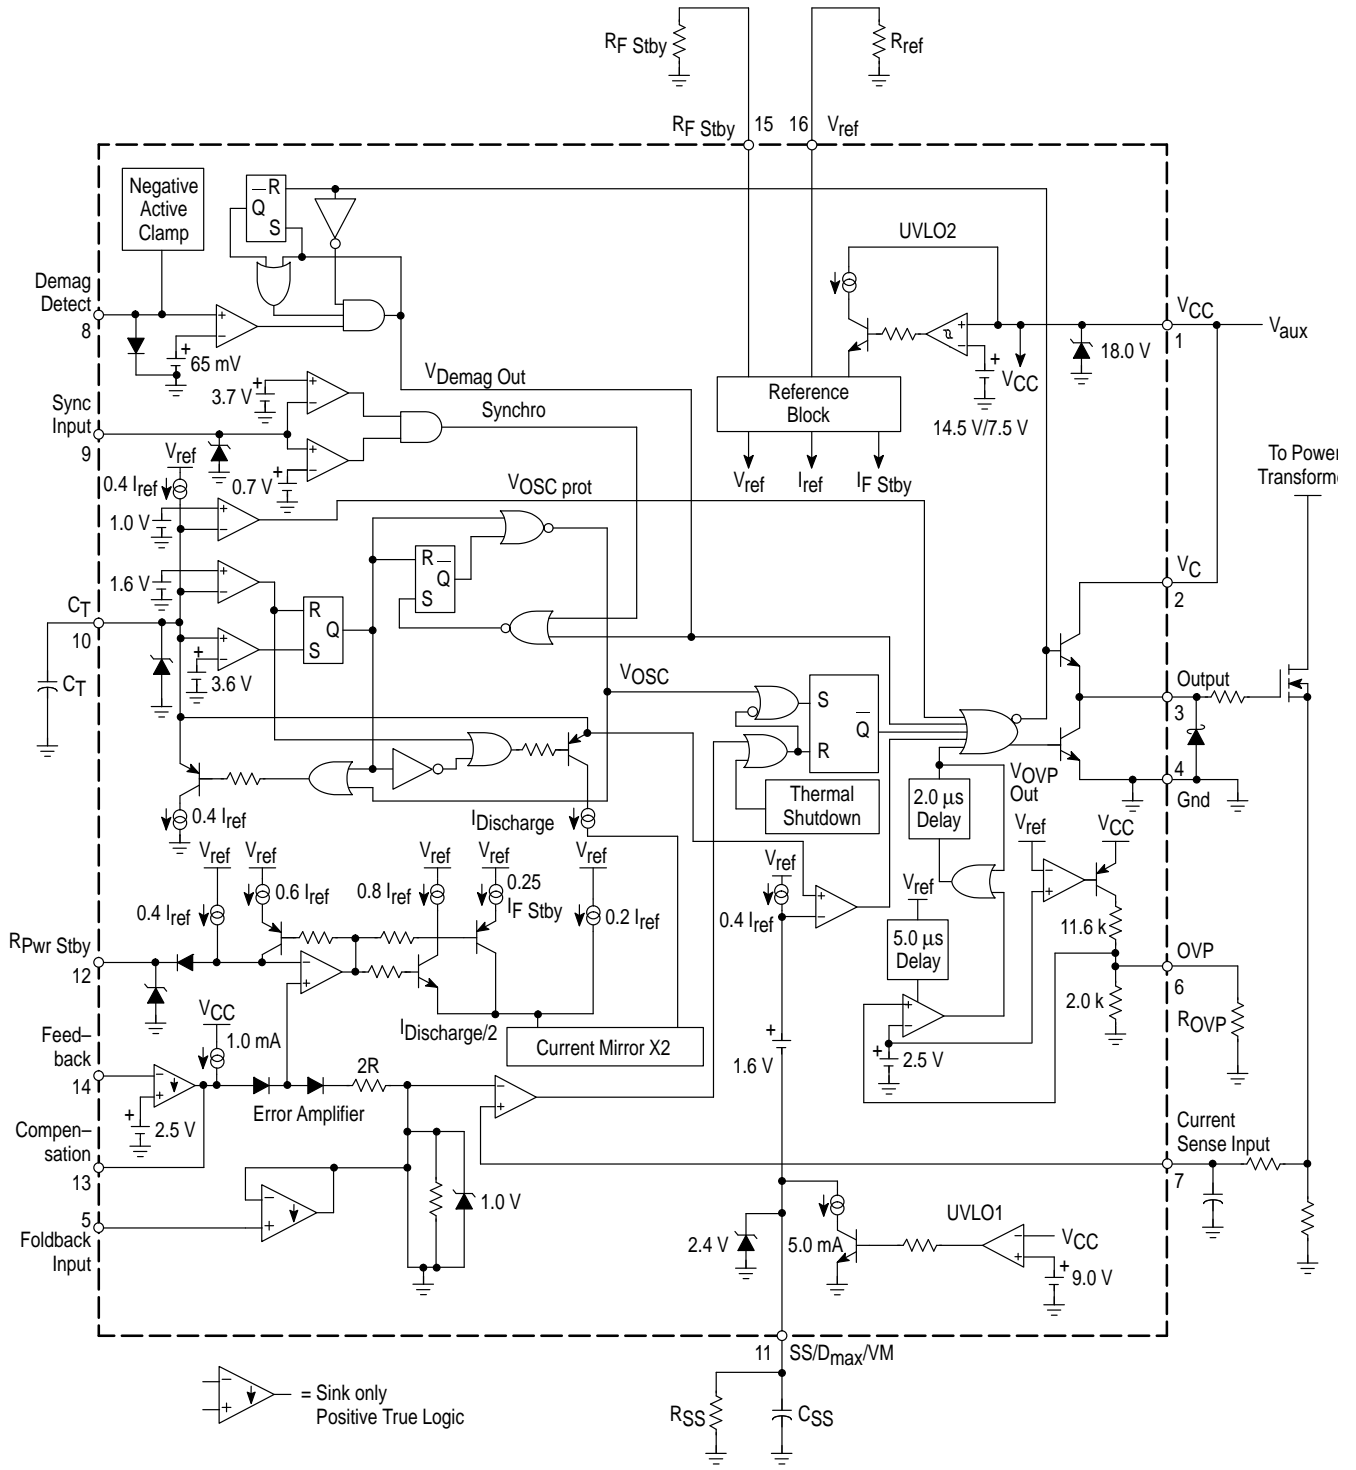 RF Stby
Rref
RF Stby
15
16
Vref
Negative
Active
Clamp
R
Q
S
UVLO2
Demag
Detect
8
+
−
65 mV
VCC
1
Vaux
18.0 V
VCC
14.5 V/7.5 V
Reference
Block
VDemag Out
3.7 V
Synchro
Sync
Input
9
0.7 V
Vref
0.4 Iref
Vref
Iref
IF Stby
To Power
Transforme
VOSC prot
1.0 V
1.6 V
R
Q
S
R
Q
S
CT
10
CT
3.6 V
VC
2
VOSC
S
Q
R
Output
3
4
Gnd
Thermal
Shutdown
VOVP
Out
2.0 µs
Delay
0.4 Iref
IDischarge
Vref
Vref
Vref
Vref
Vref
Vref
Vref
VCC
0.6 Iref
0.8 Iref
0.25
IF Stby
0.4 Iref
0.2 Iref
0.4 Iref
Vref
5.0 µs
Delay
11.6 k
RPwr Stby
12
OVP
6
2.0 k
ROVP
VCC
1.0 mA
IDischarge/2
Current Mirror X2
1.6 V
2.5 V
Feed–
back
14
2R
Error Amplifier
2.5 V
Compen–
sation
13
Current
Sense Input
7
5
Foldback
Input
1.0 V
2.4 V
5.0 mA
UVLO1
VCC
9.0 V
11
SS/Dmax/VM
RSS
CSS
= Sink only
Positive True Logic